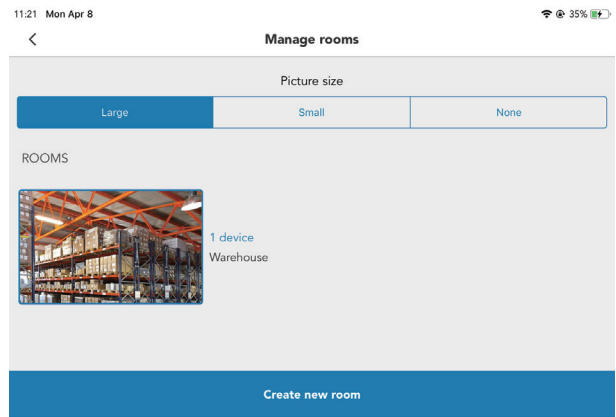 11:21 Mon Apr 8 35%
Manage rooms
Picture size
Large Small None
ROOMS
1 device
Warehouse
Create new room